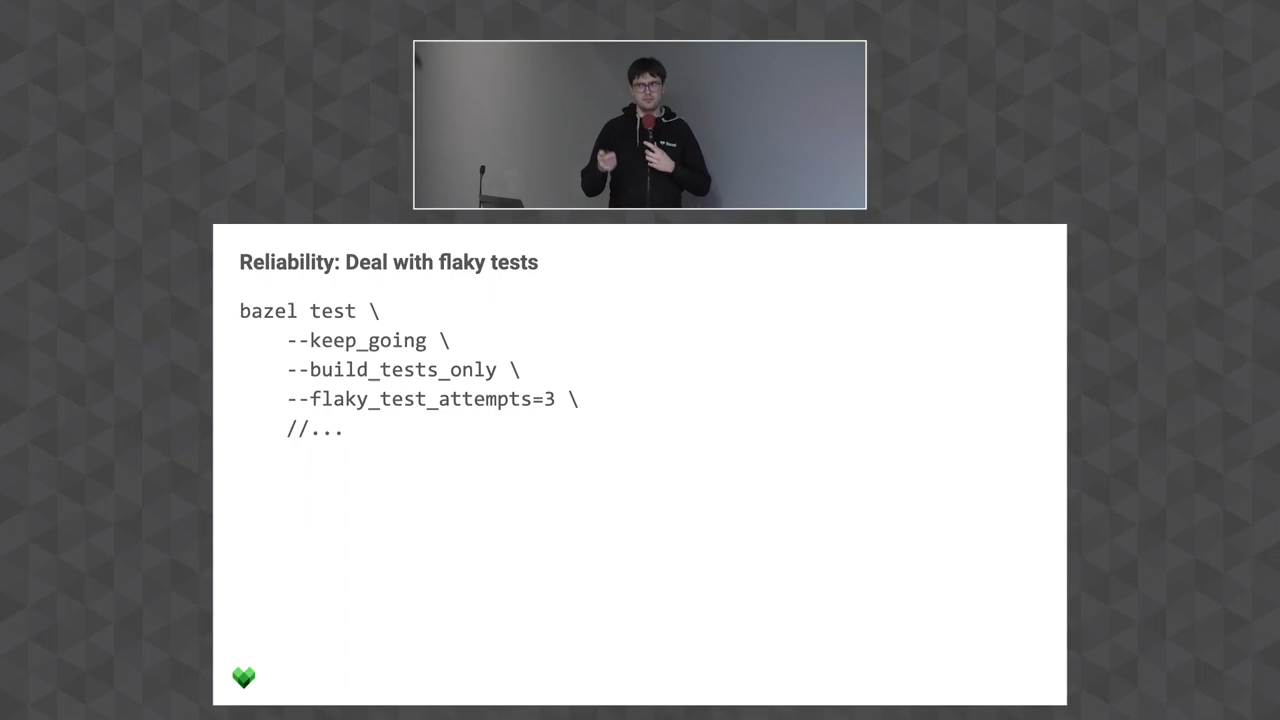 Reliability: Deal with flaky tests
bazel test \
--keep_going \
--build_tests_only \
--flaky_test_attempts=3 \
//...